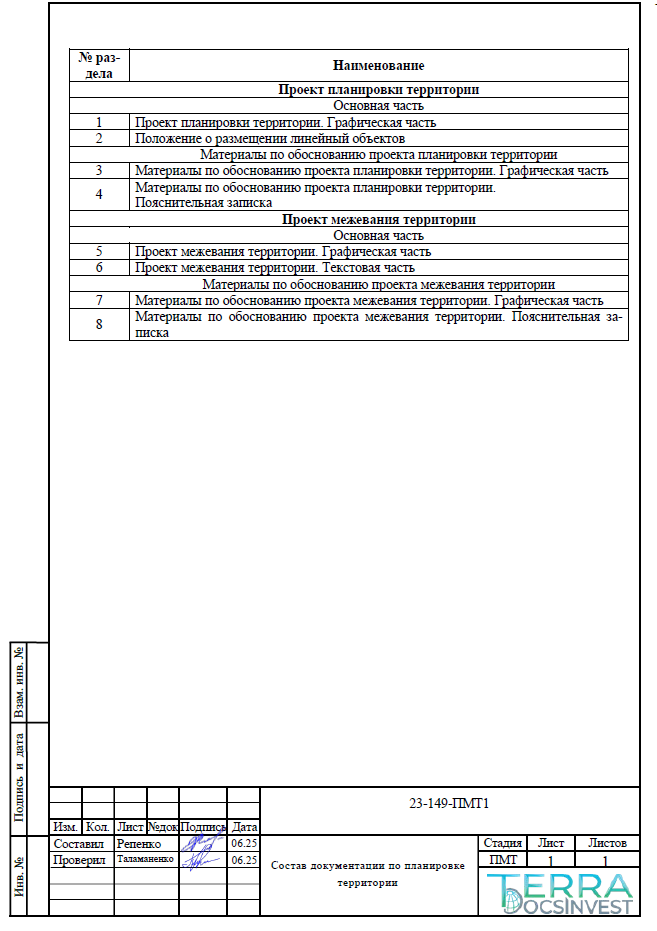 № раз-
дела
Наименование
Проект планировки территории
Основная часть
1 Проект планировки территории. Графическая часть
2 Положение о размещении линейный объектов
Материалы по обоснованию проекта планировки территории
3 Материалы по обоснованию проекта планировки территории. Графическая часть
4 Материалы по обоснованию проекта планировки территории.
Пояснительная записка
Проект межевания территории
Основная часть
5 Проект межевания территории. Графическая часть
6 Проект межевания территории. Текстовая часть
Материалы по обоснованию проекта межевания территории
7 Материалы по обоснованию проекта межевания территории. Графическая часть
8 Материалы по обоснованию проекта межевания территории. Пояснительная за-
писка
Взам. инв. №
Подпись и дата
Инв. №
23-149-ПМТ1
Изм. Кол. Лист №док Подпись Дата
Составил Репенко 06.25
Проверил Таламаненко 06.25
Состав документации по планировке
территории
Стадия Лист Листов
ПМТ 1 1
TERRA
DOCSINVEST